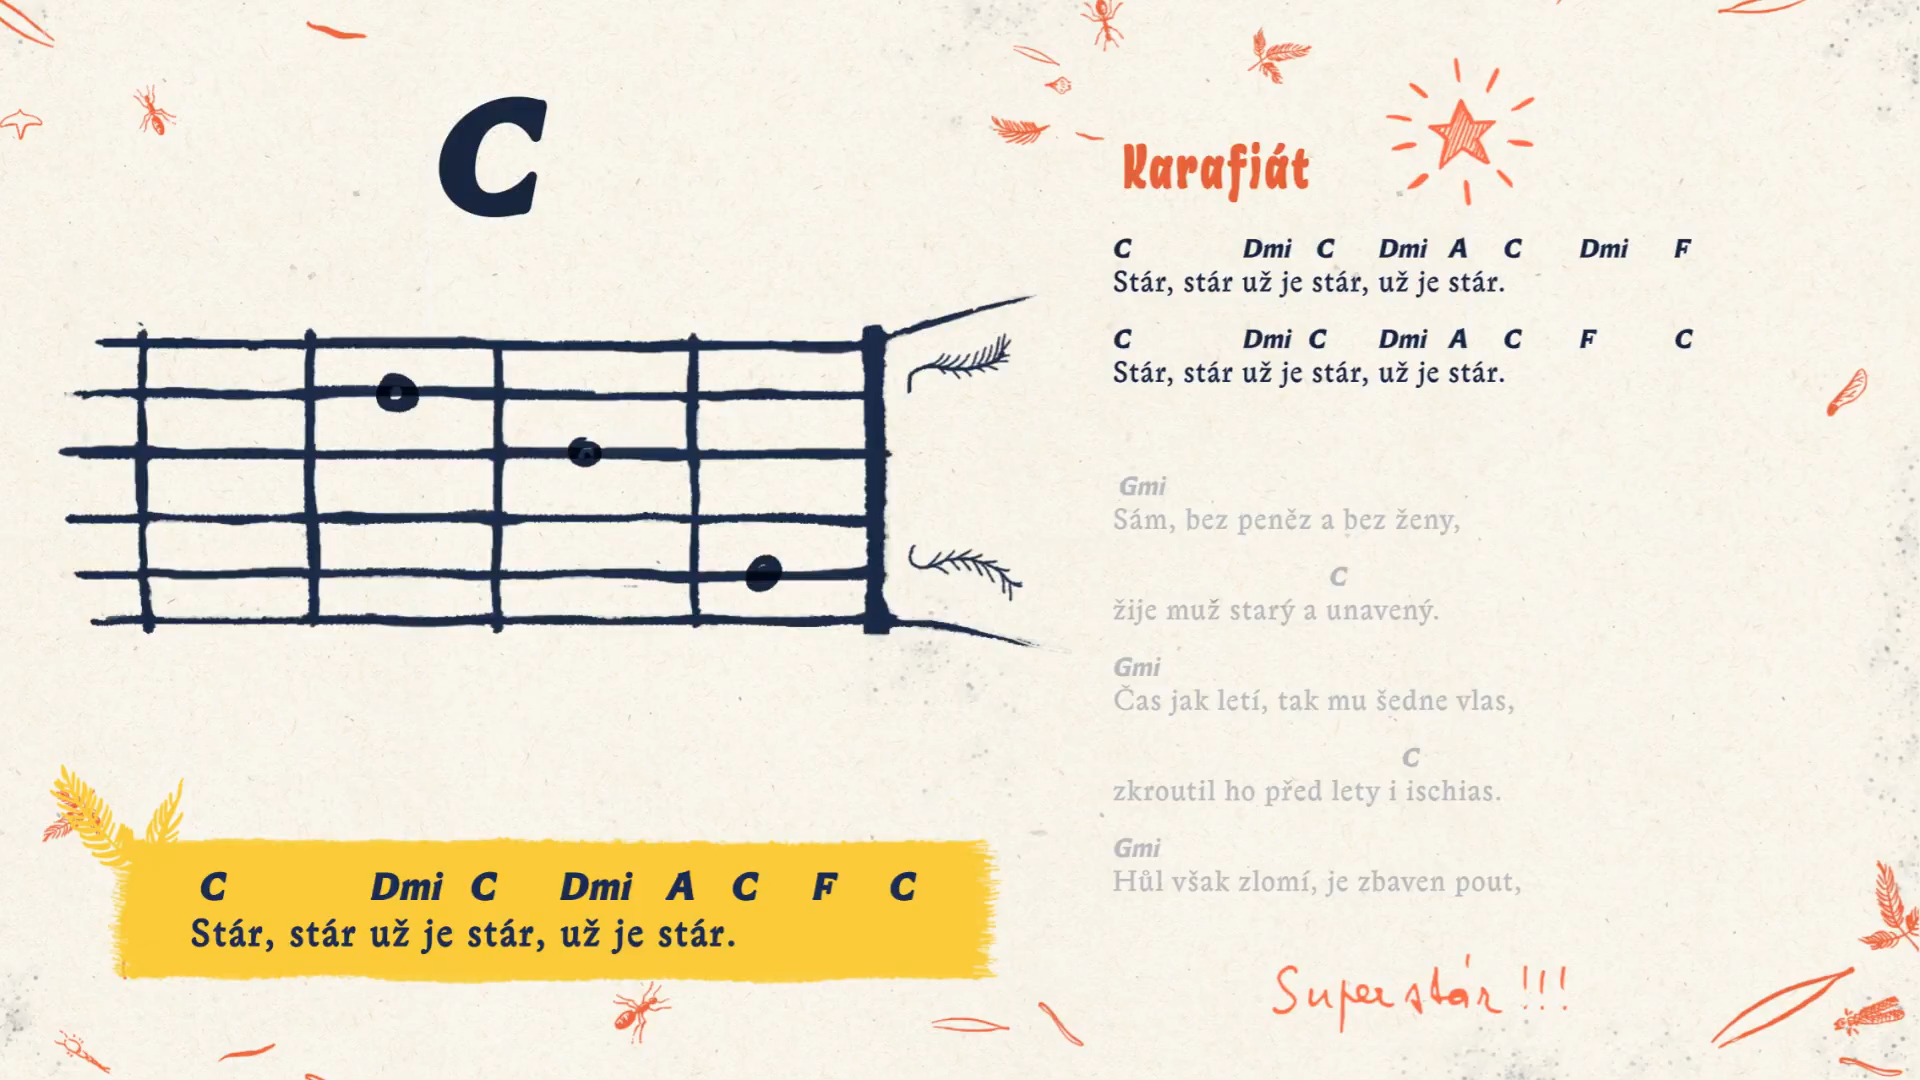 C
C Dmi C Dmi A C F C
Stár, stár už je stár, už je stár.
Karafiát
C Dmi C Dmi A C Dmi F
Stár, stár už je stár, už je stár.
C Dmi C Dmi A C F C
Stár, stár už je stár, už je stár.
Gmi
Sám, bez peněz a bez ženy,
C
žije muž starý a unavený.
Gmi
Čas jak letí, tak mu šedne vlas,
C
zkroutil ho před lety i ischias.
Gmi
Hůl však zlomí, je zbaven pout,
Superstár !!!